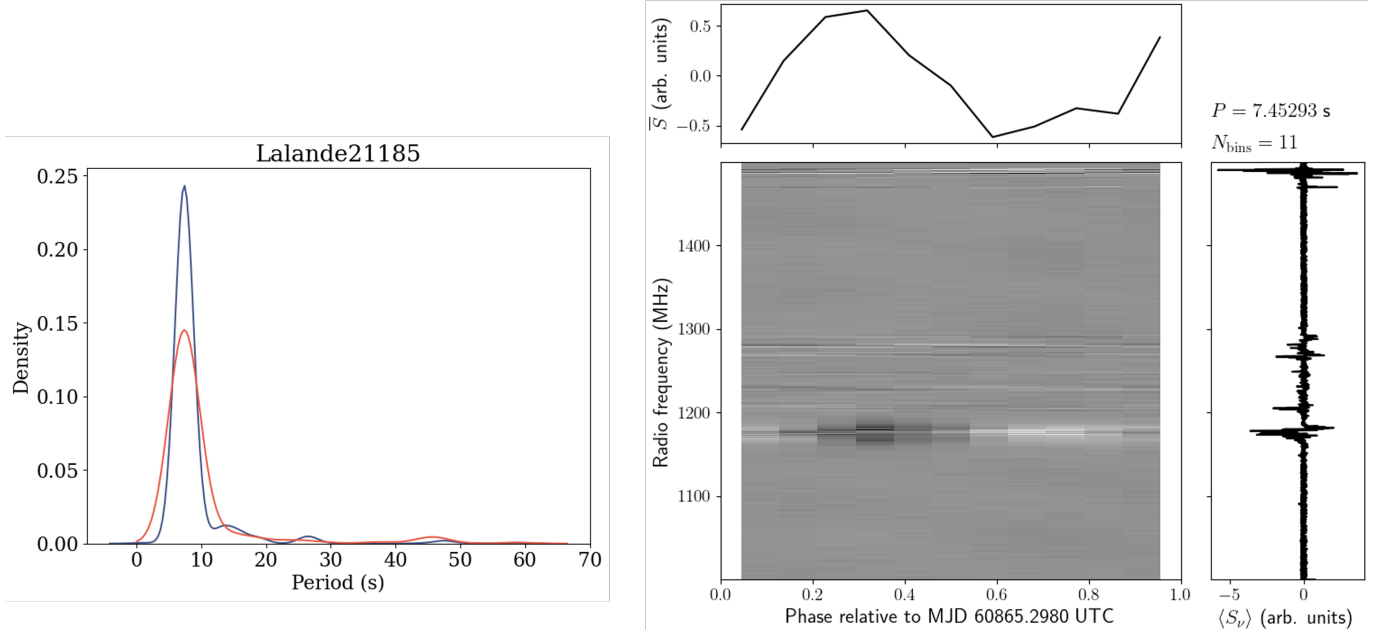 Lalande21185
0.25
0.20
0.15
0.10
0.05
0.00
Density
0 10 20 30 40 50 60 70
Period (s)
S̅ (arb. units)
0.5
0.0
−0.5
P = 7.45293 s
N_bins = 11
Radio frequency (MHz)
1400
1300
1200
1100
0.0 0.2 0.4 0.6 0.8 1.0
Phase relative to MJD 60865.2980 UTC
−5 0
⟨S_ν⟩ (arb. units)